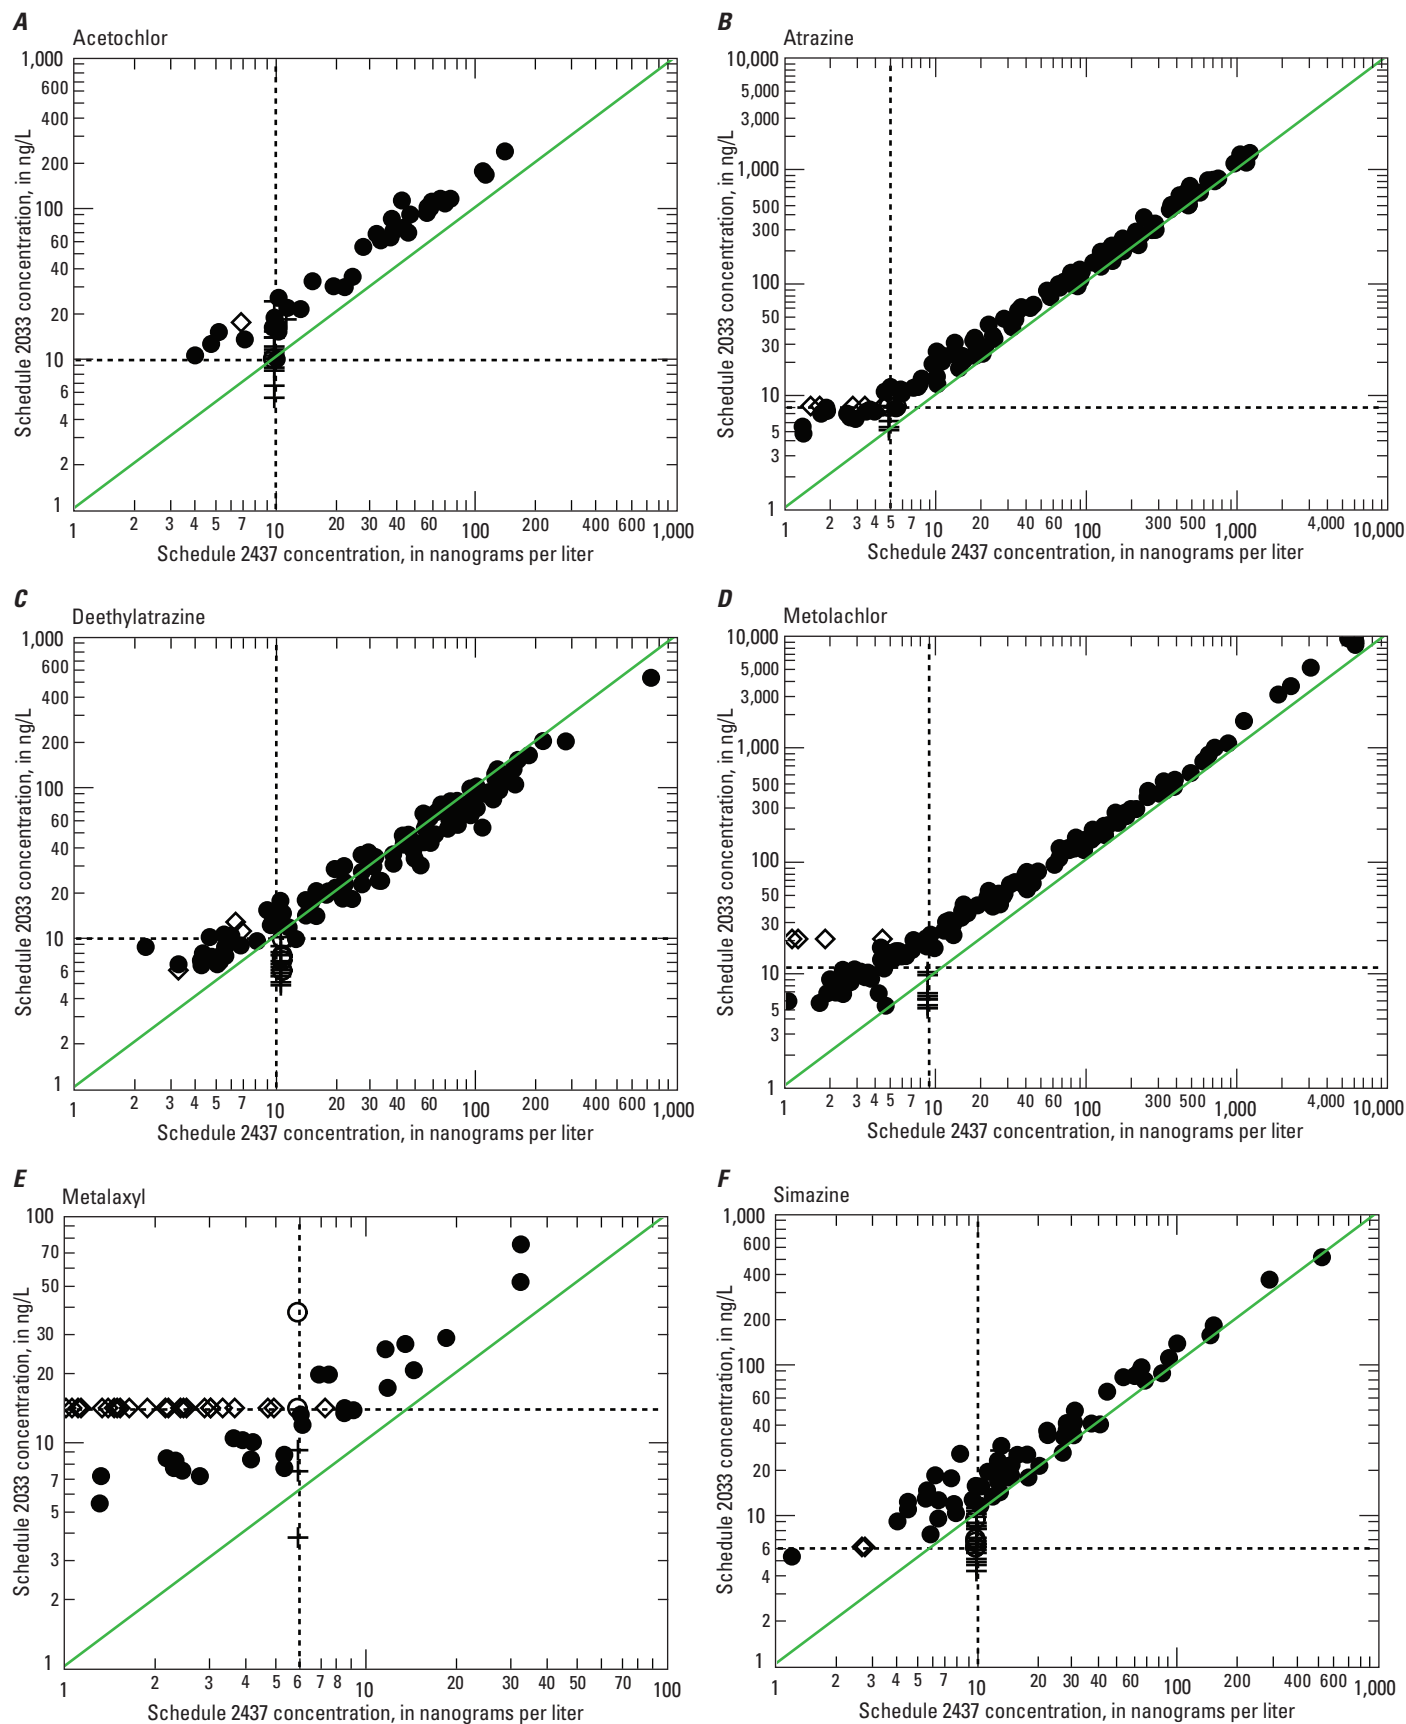 A
Acetochlor
1,000
600
400
200
100
60
40
20
10
6
4
2
1
1 2 3 4 5 7 10 20 30 40 60 100 200 400 600 1,000
Schedule 2033 concentration, in ng/L
Schedule 2437 concentration, in nanograms per liter
B
Atrazine
10,000
5,000
3,000
1,000
500
300
100
50
30
10
5
3
1
1 2 3 4 5 7 10 20 40 60 100 300 500 1,000 4,000 10,000
Schedule 2033 concentration, in ng/L
Schedule 2437 concentration, in nanograms per liter
C
Deethylatrazine
1,000
600
400
200
100
60
40
20
10
6
4
2
1
1 2 3 4 5 7 10 20 30 40 60 100 200 400 600 1,000
Schedule 2033 concentration, in ng/L
Schedule 2437 concentration, in nanograms per liter
D
Metolachlor
10,000
5,000
3,000
1,000
500
300
100
50
30
10
5
3
1
1 2 3 4 5 7 10 20 40 60 100 300 500 1,000 4,000 10,000
Schedule 2033 concentration, in ng/L
Schedule 2437 concentration, in nanograms per liter
E
Metalaxyl
100
70
50
30
20
10
7
5
3
2
1
1 2 3 4 5 6 7 8 10 20 30 40 50 70 100
Schedule 2033 concentration, in ng/L
Schedule 2437 concentration, in nanograms per liter
F
Simazine
1,000
600
400
200
100
60
40
20
10
6
4
2
1
1 2 3 4 5 7 10 20 30 40 60 100 200 400 600 1,000
Schedule 2033 concentration, in ng/L
Schedule 2437 concentration, in nanograms per liter